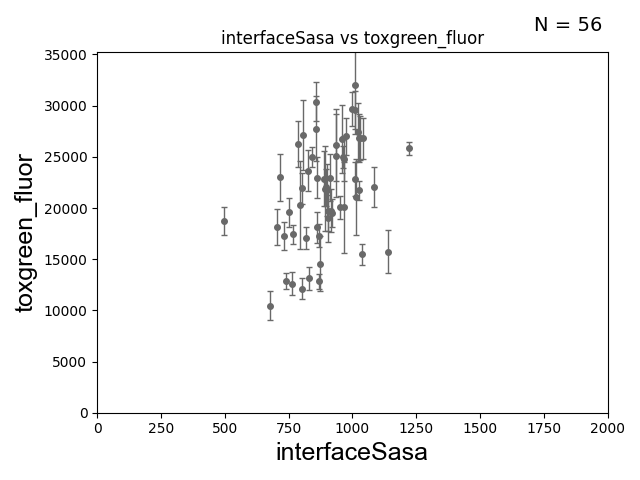 N = 56
interfaceSasa vs toxgreen_fluor
35000
30000
25000
20000
15000
10000
5000
0
toxgreen_fluor
0 250 500 750 1000 1250 1500 1750 2000
interfaceSasa